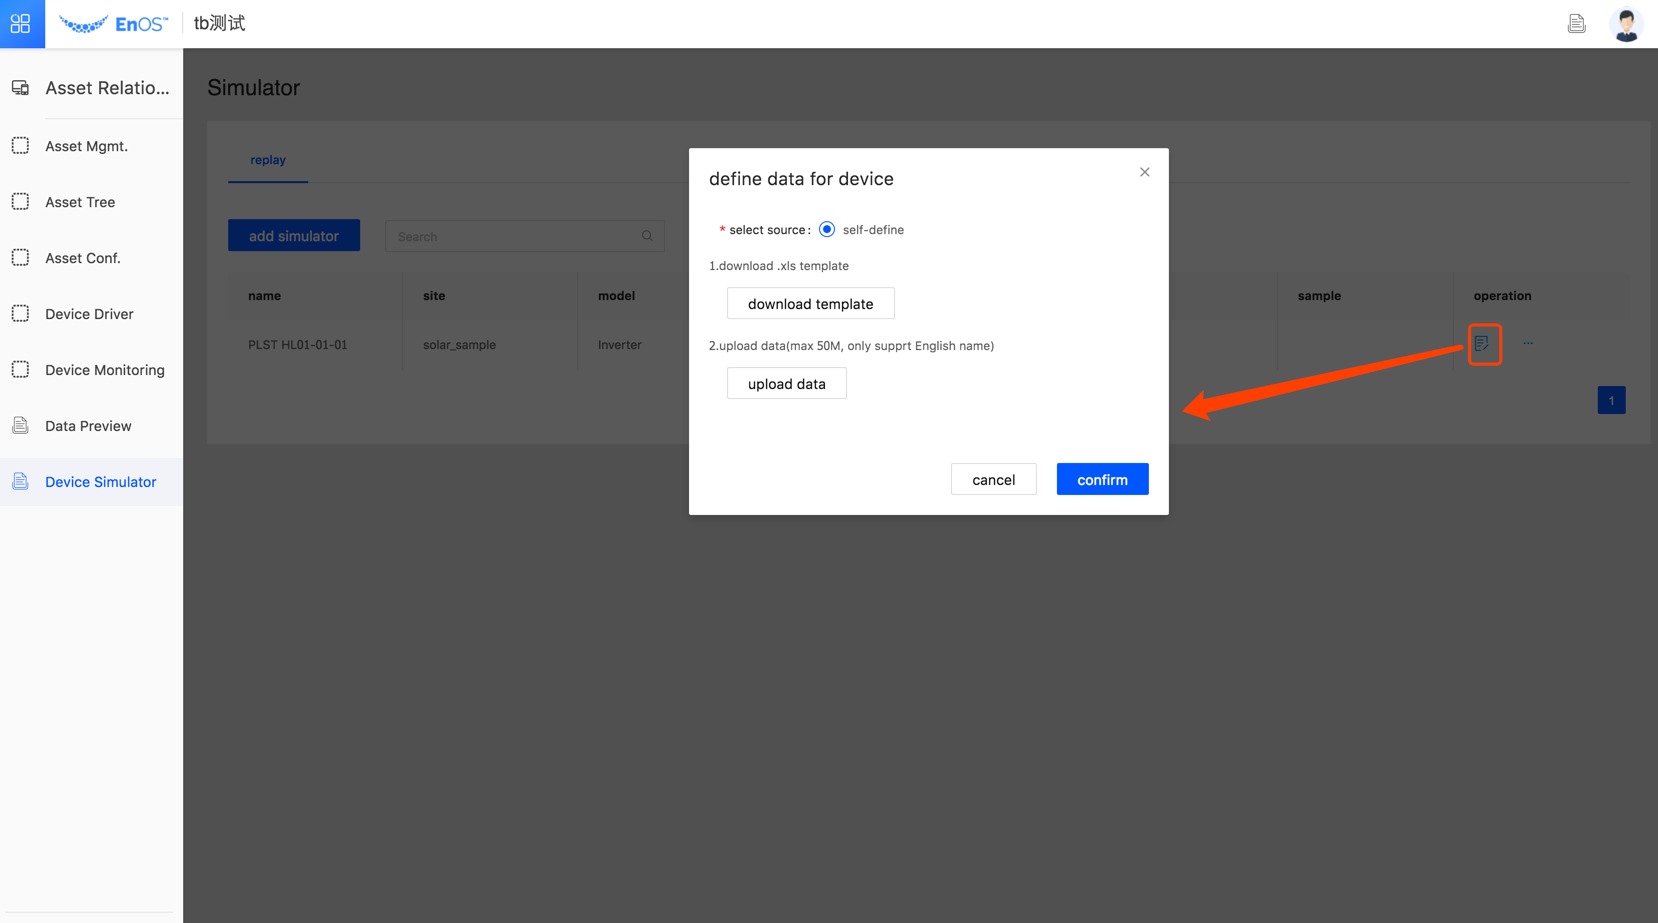 EnOS™ tb测试
Asset Relatio...
Asset Mgmt.
Asset Tree
Asset Conf.
Device Driver
Device Monitoring
Data Preview
Device Simulator
Simulator
replay
add simulator
Search
name site model sample operation
PLST HL01-01-01 solar_sample Inverter ...
1
define data for device
* select source : self-define
1.download .xls template
download template
2.upload data(max 50M, only supprt English name)
upload data
cancel confirm